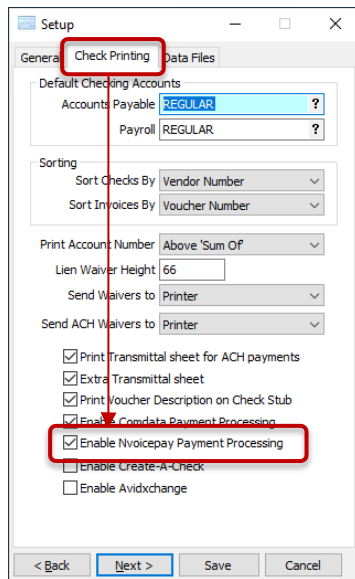 Setup
General Check Printing Data Files
Default Checking Accounts
Accounts Payable REGULAR ?
Payroll REGULAR ?
Sorting
Sort Checks By Vendor Number
Sort Invoices By Voucher Number
Print Account Number Above 'Sum Of'
Lien Waiver Height 66
Send Waivers to Printer
Send ACH Waivers to Printer
Print Transmittal sheet for ACH payments
Extra Transmittal sheet
Print Voucher Description on Check Stub
Enable Comdata Payment Processing
Enable Nvoicepay Payment Processing
Enable Create-A-Check
Enable Avidxchange
< Back Next > Save Cancel